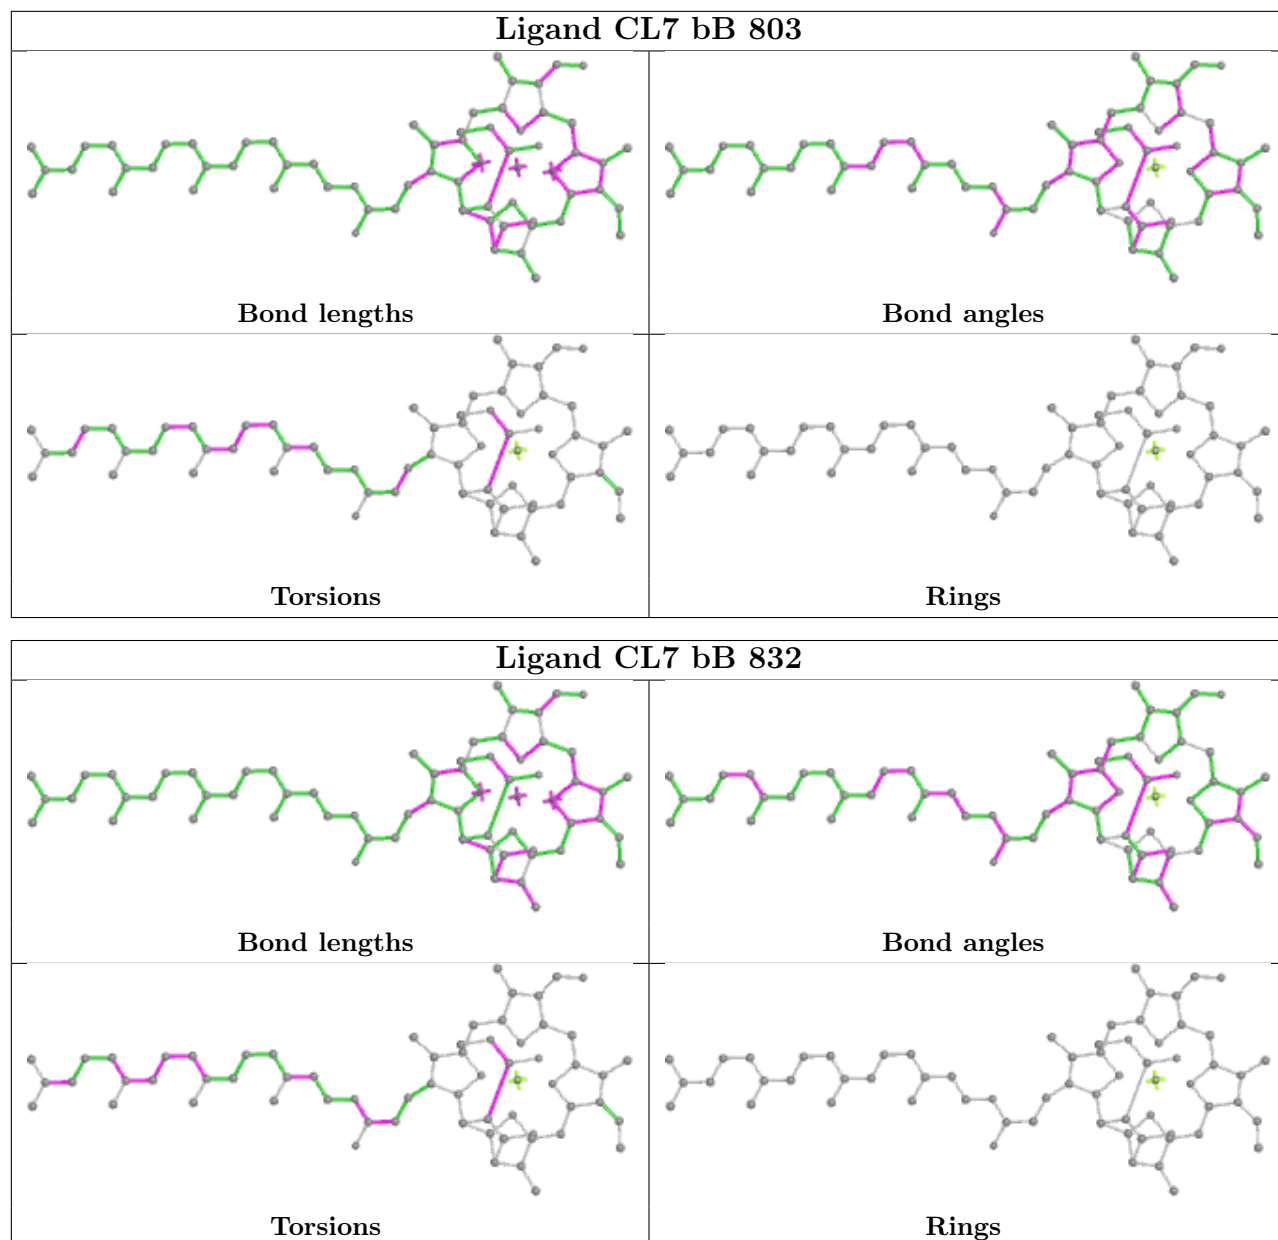 Ligand CL7 bB 803
Bond lengths
Bond angles
Torsions
Rings
Ligand CL7 bB 832
Bond lengths
Bond angles
Torsions
Rings